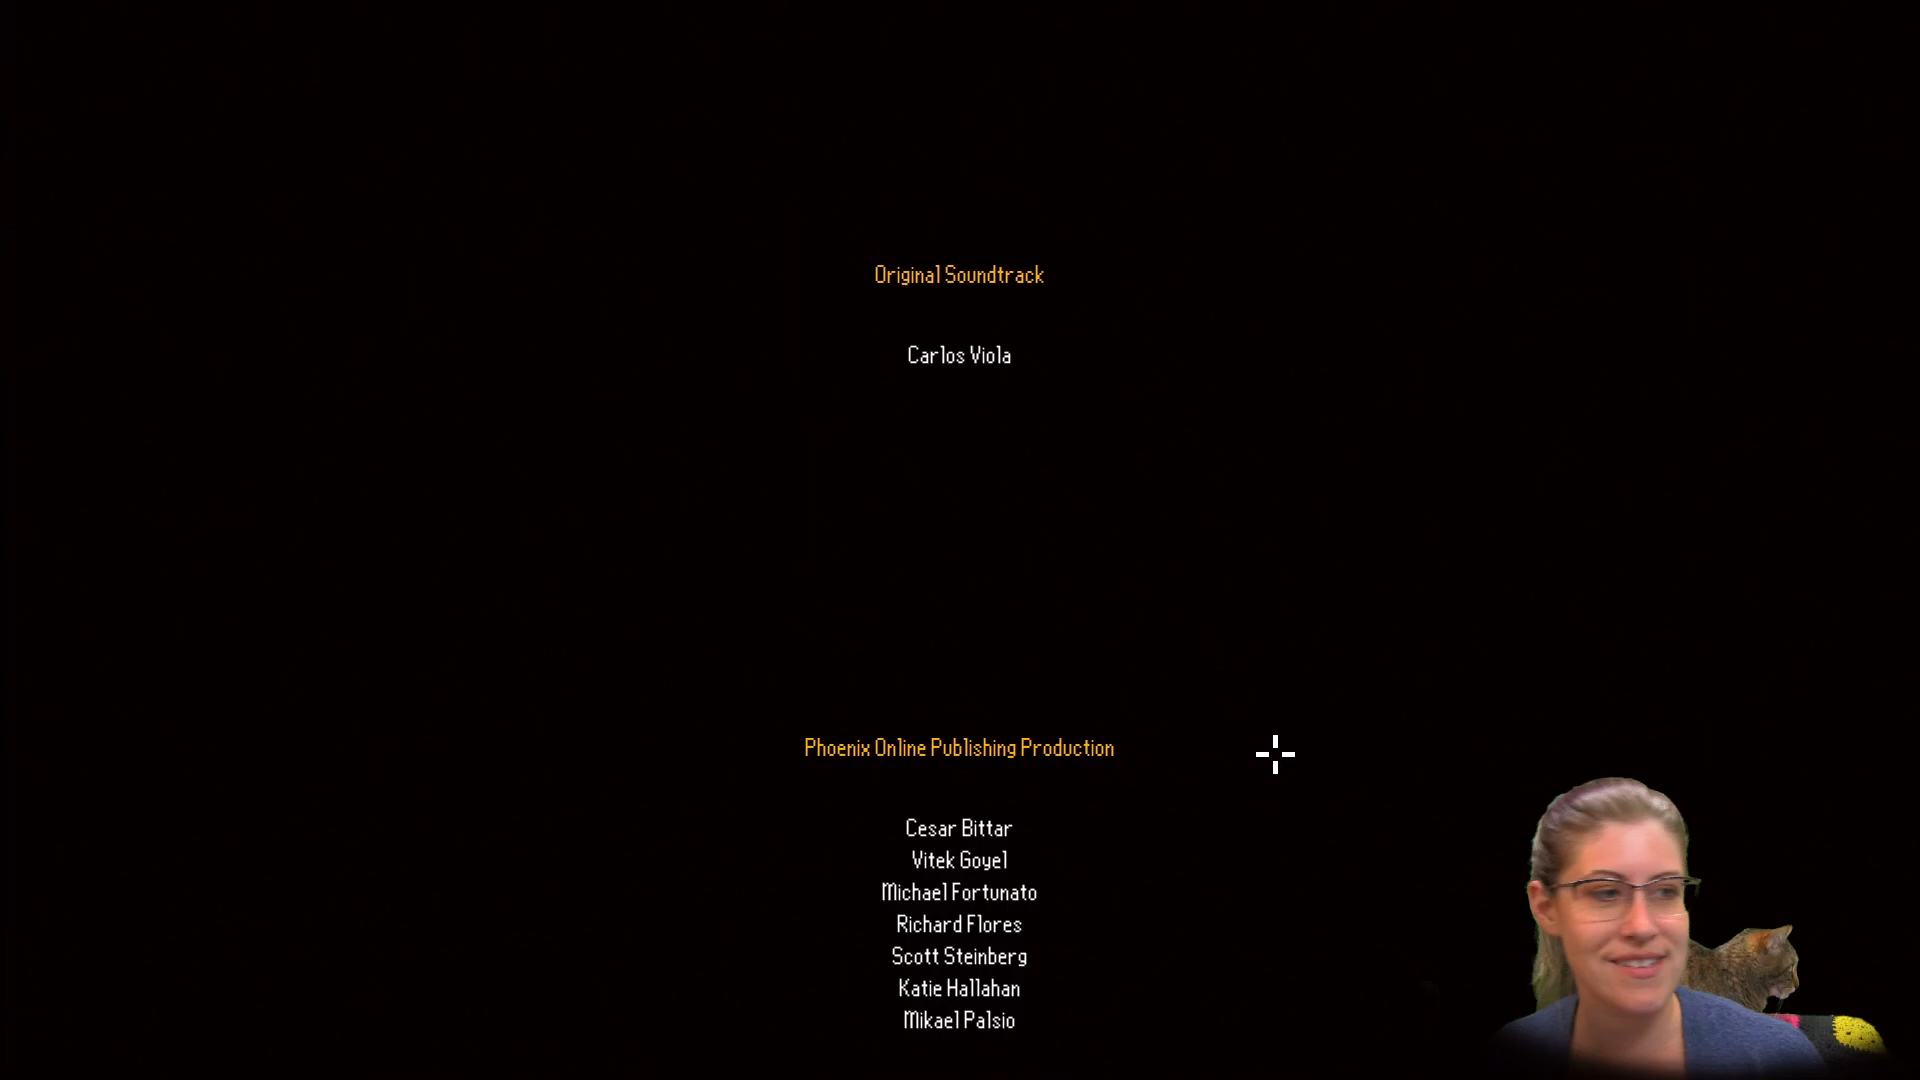 Original Soundtrack
Carlos Viola
Phoenix Online Publishing Production
Cesar Bittar
Vitek Goyel
Michael Fortunato
Richard Flores
Scott Steinberg
Katie Hallahan
Mikael Palsio